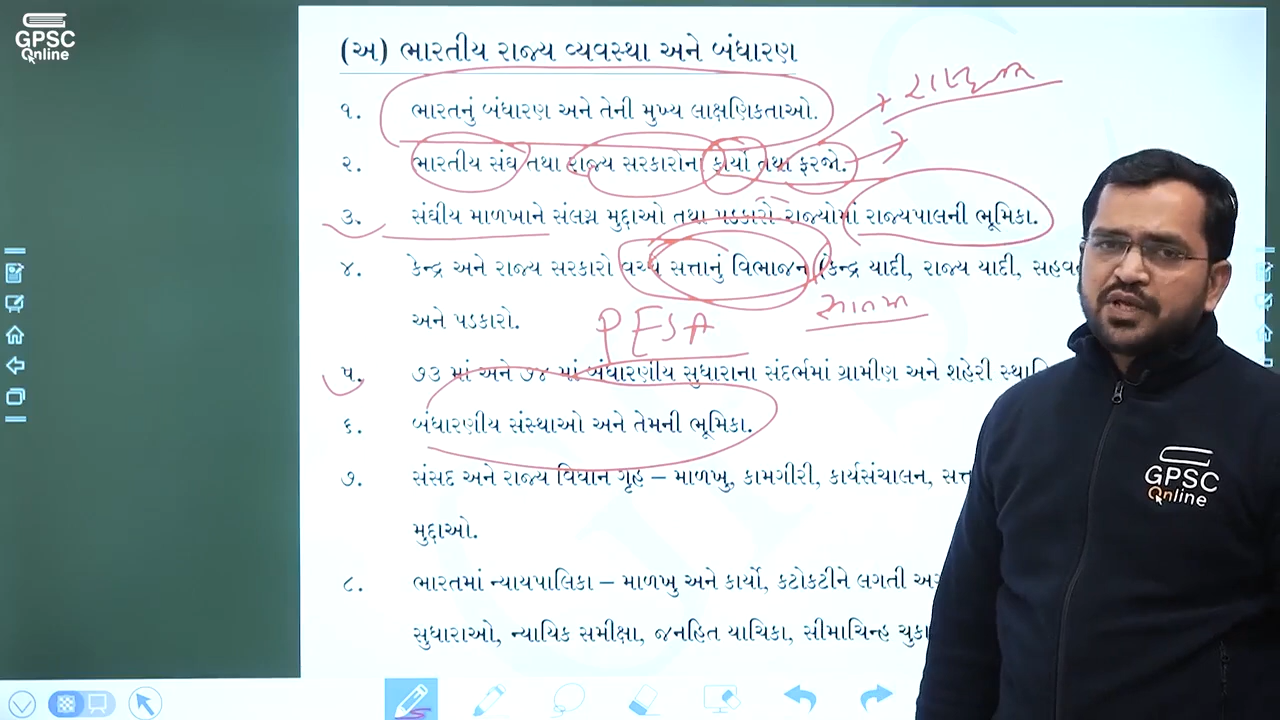 GPSC
Online
(અ) ભારતીય રાજ્ય વ્યવસ્થા અને બંધારણ
૧. ભારતનું બંધારણ અને તેની મુખ્ય લાક્ષણિકતાઓ.
૨. ભારતીય સંઘ તથા રાજ્ય સરકારોના કાર્યો તથા ફરજો.
૩. સંઘીય માળખાને સંલગ્ન મુદ્દાઓ તથા પડકારો રાજ્યોમાં રાજ્યપાલની ભૂમિકા.
૪. કેન્દ્ર અને રાજ્ય સરકારો વચ્ચે સત્તાનું વિભાજન (કેન્દ્ર યાદી, રાજ્ય યાદી,
અને પડકારો.
PESA
૫. ૭૩ માં અને ૭૪ માં બંધારણીય સુધારાના સંદર્ભમાં ગ્રામીણ અને શહેરી
૬. બંધારણીય સંસ્થાઓ અને તેમની ભૂમિકા.
૭. સંસદ અને રાજ્ય વિધાન ગૃહ – માળખુ, કામગીરી, કાર્યસંચાલન,
મુદ્દાઓ.
૮. ભારતમાં ન્યાયપાલિકા – માળખુ અને કાર્યો, કટોકટીને લગતી
સુધારાઓ, ન્યાયિક સમીક્ષા, જનહિત યાચિકા, સીમાચિન્હ
GPSC
Online